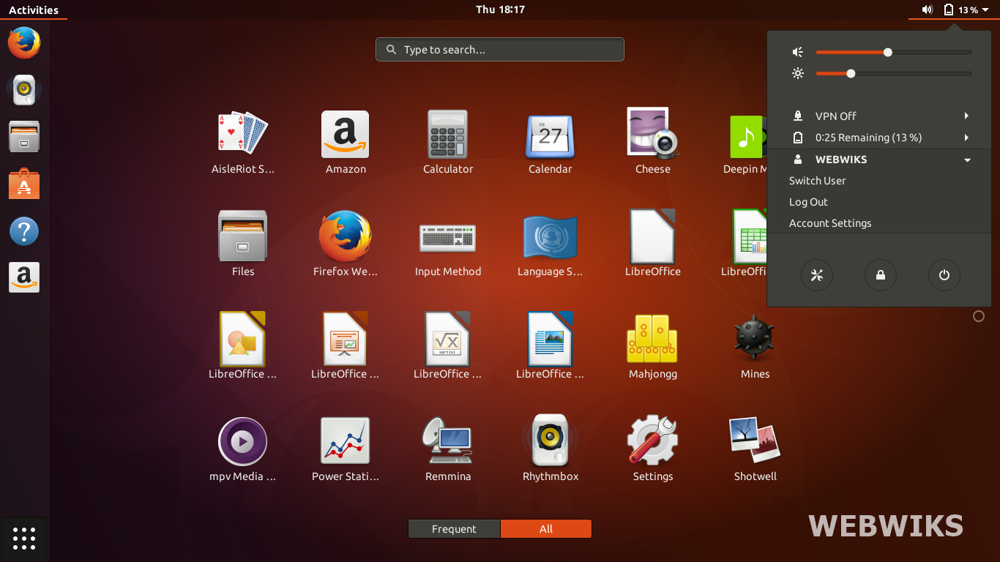 Activities
Thu 18:17
13 %
Type to search...
VPN Off
0:25 Remaining (13 %)
WEBWIKS
Switch User
Log Out
Account Settings
AisleRiot S...
Amazon
Calculator
FR
27
Calendar
Cheese
Deepin M
Files
Firefox We...
Input Method
Language S...
LibreOffice
LibreOffi
√x
sqrt(x)
LibreOffice ...
LibreOffice ...
LibreOffice ...
LibreOffice ...
Mahjongg
Mines
mpv Media ...
Power Stati...
Remmina
Rhythmbox
Settings
Shotwell
Frequent
All
WEBWIKS